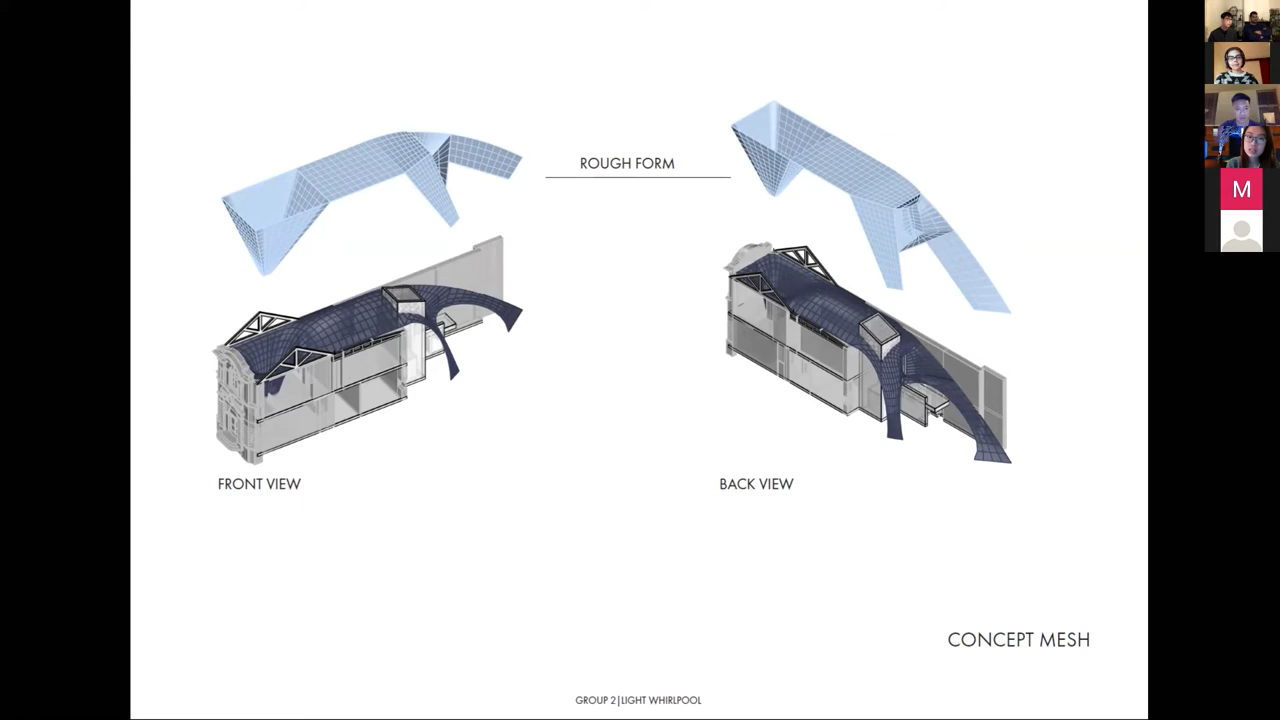 ROUGH FORM
FRONT VIEW
BACK VIEW
CONCEPT MESH
GROUP 2|LIGHT WHIRLPOOL
M